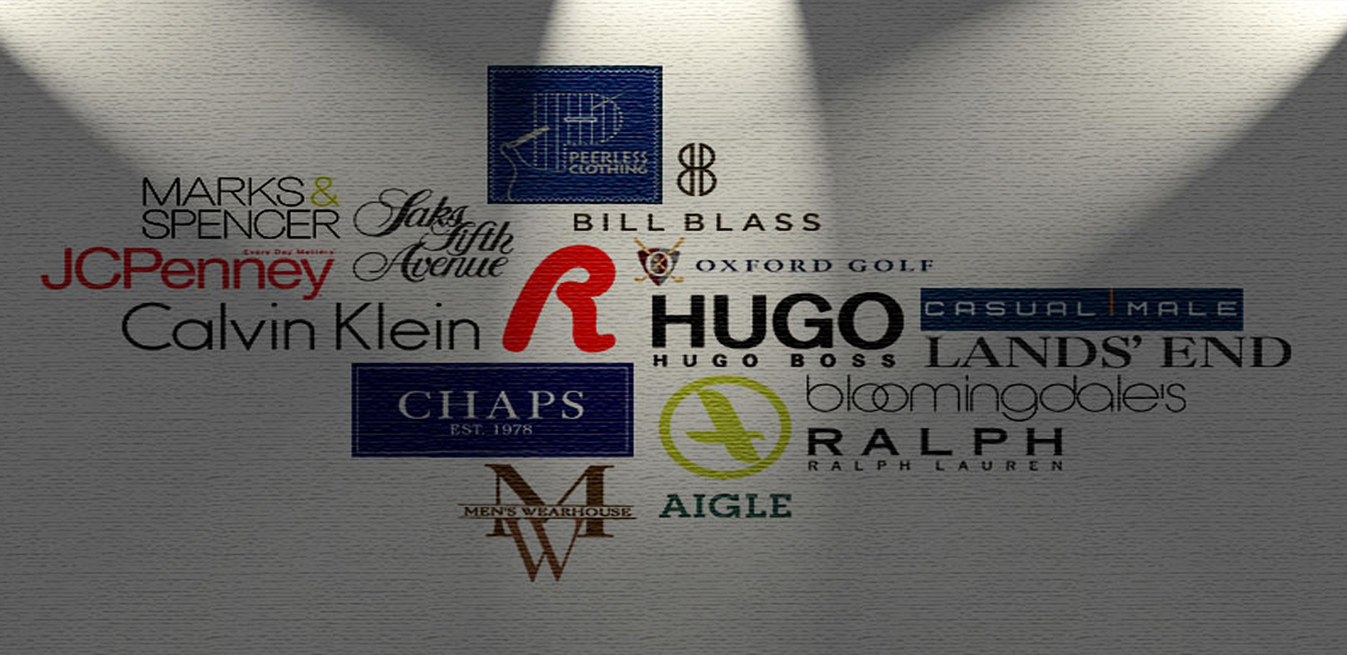 PEERLESS
CLOTHING
BILL BLASS
MARKS &
SPENCER
Saks
Fifth
Avenue
Every Day Matters
JCPenney
OXFORD GOLF
Calvin Klein
R
HUGO
HUGO BOSS
CASUAL | MALE
LANDS' END
CHAPS
EST. 1978
bloomingdale's
RALPH
RALPH LAUREN
AIGLE
M
MEN'S WEARHOUSE
W